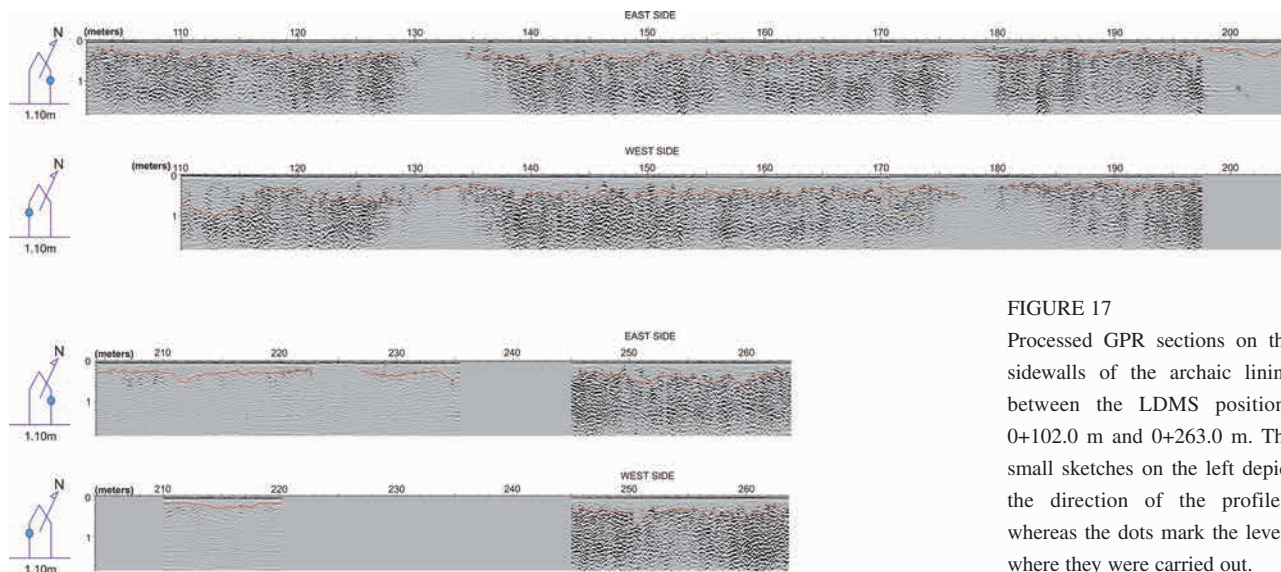 EAST SIDE
N (meters) 110 120 130 140 150 160 170 180 190 200
0
1
1.10m
WEST SIDE
N (meters) 110 120 130 140 150 160 170 180 190 200
0
1
1.10m
EAST SIDE
N (meters) 210 220 230 240 250 260
0
1
1.10m
WEST SIDE
N (meters) 210 220 230 240 250 260
0
1
1.10m
FIGURE 17
Processed GPR sections on th
sidewalls of the archaic linin
between the LDMS position
0+102.0 m and 0+263.0 m. Th
small sketches on the left depic
the direction of the profile
whereas the dots mark the leve
where they were carried out.